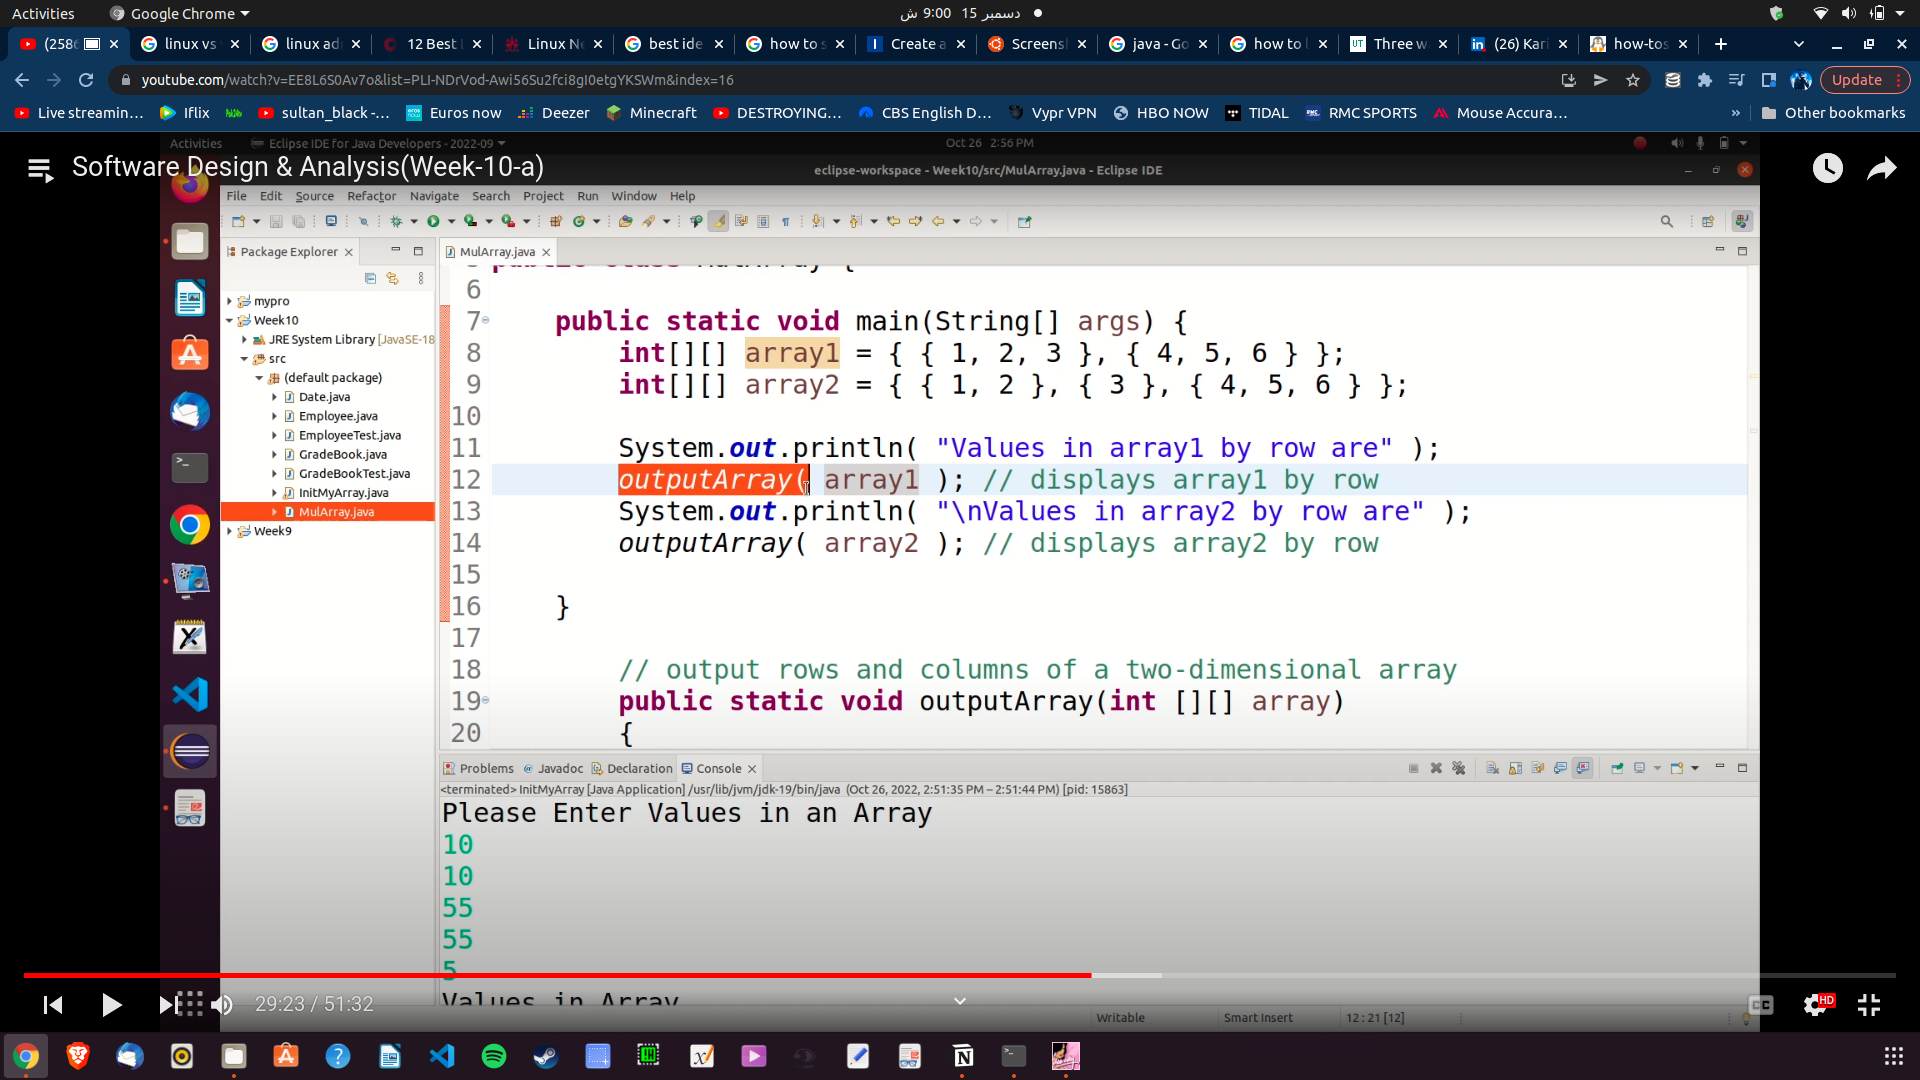 Activities
Google Chrome
دسمبر 15 9:00 ش
(258
linux vs
linux ad
12 Best
Linux Ne
best ide
how to s
Create a
Screens
java - Go
how to l
Three w
(26) Kar
how-tos
youtube.com/watch?v=EE8L6S0Av7o&list=PLI-NDrVod-Awi56Su2fci8gI0etgYKSWm&index=16
Update
Live streamin...
Iflix
sultan_black -...
Euros now
Deezer
Minecraft
DESTROYING...
CBS English D...
Vypr VPN
HBO NOW
TIDAL
RMC SPORTS
Mouse Accura...
»
Other bookmarks
Activities
Eclipse IDE for Java Developers - 2022-09
Oct 26 2:56 PM
Software Design & Analysis(Week-10-a)
eclipse-workspace - Week10/src/MulArray.java - Eclipse IDE
File Edit Source Refactor Navigate Search Project Run Window Help
Package Explorer
MulArray.java
mypro
Week10
JRE System Library [JavaSE-18
src
(default package)
Date.java
Employee.java
EmployeeTest.java
GradeBook.java
GradeBookTest.java
InitMyArray.java
MulArray.java
Week9
6
7 public static void main(String[] args) {
8 int[][] array1 = { { 1, 2, 3 }, { 4, 5, 6 } };
9 int[][] array2 = { { 1, 2 }, { 3 }, { 4, 5, 6 } };
10
11 System.out.println( "Values in array1 by row are" );
12 outputArray( array1 ); // displays array1 by row
13 System.out.println( "\nValues in array2 by row are" );
14 outputArray( array2 ); // displays array2 by row
15
16 }
17
18 // output rows and columns of a two-dimensional array
19 public static void outputArray(int [][] array)
20 {
Problems Javadoc Declaration Console
<terminated> InitMyArray [Java Application] /usr/lib/jvm/jdk-19/bin/java (Oct 26, 2022, 2:51:35 PM – 2:51:44 PM) [pid: 15863]
Please Enter Values in an Array
10
10
55
55
5
Values in Array
29:23 / 51:32
CC
HD
Writable
Smart Insert
12 : 21 [12]